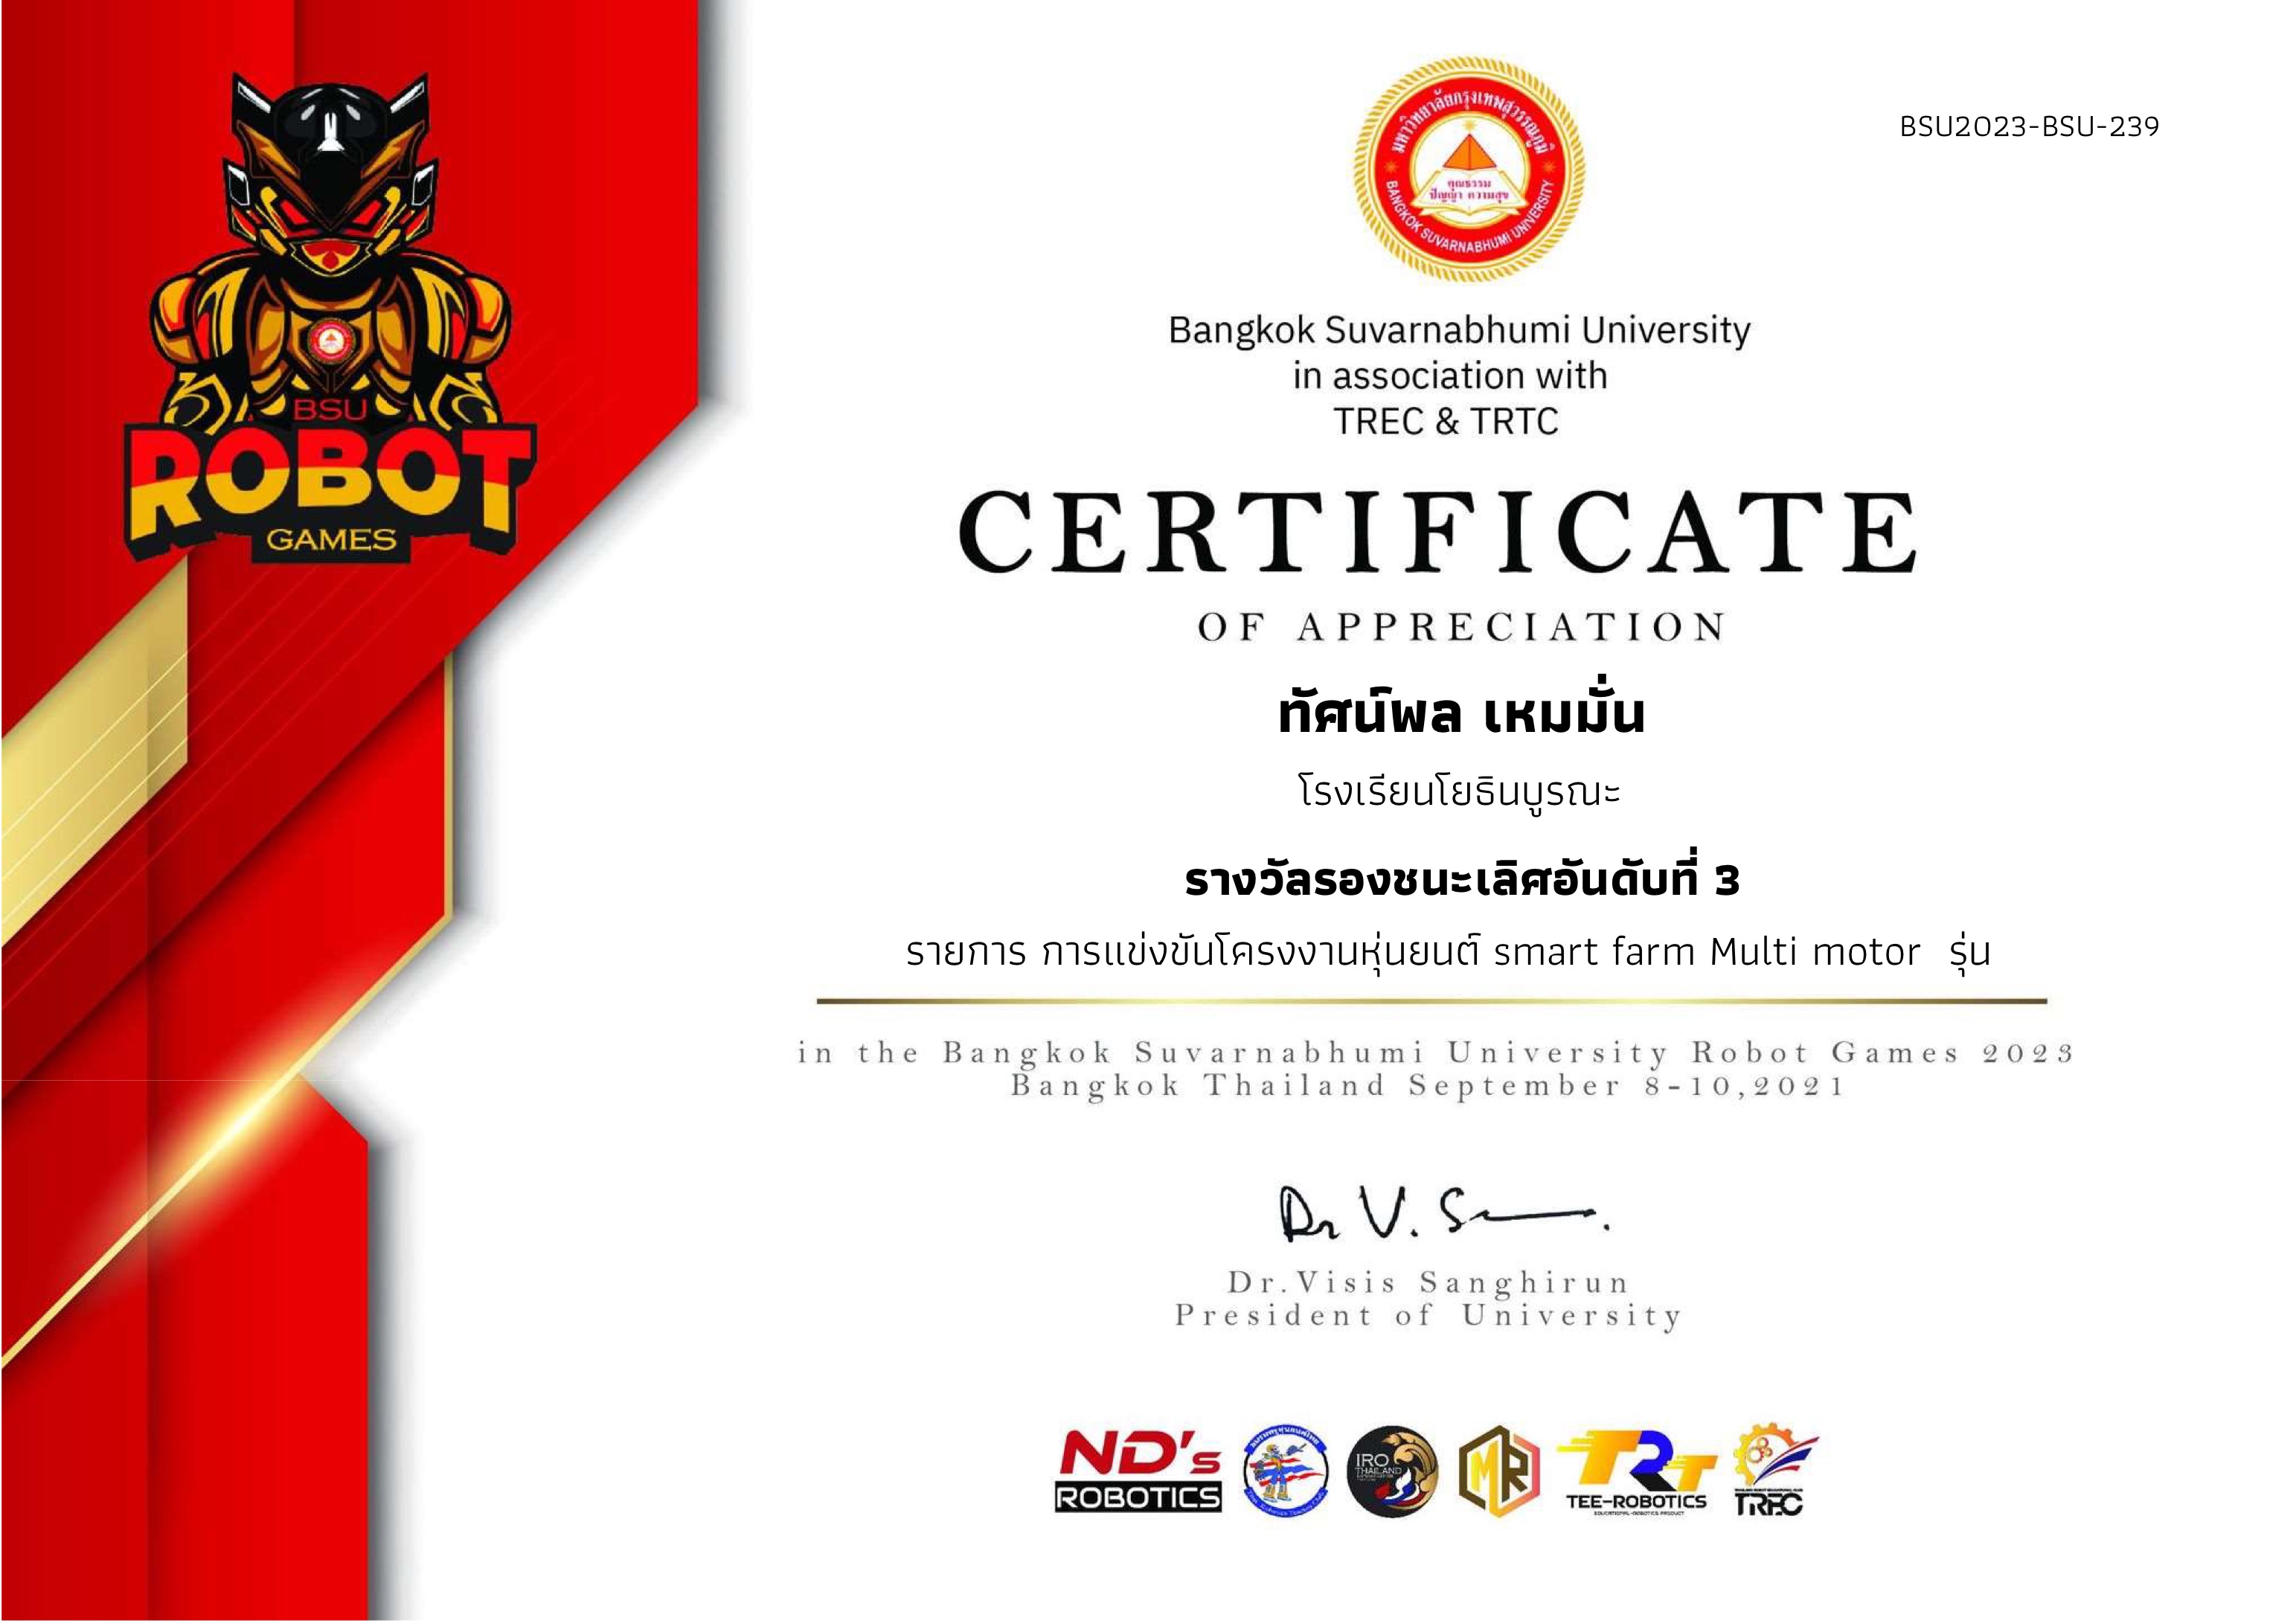 BSU
ROBOT
GAMES
มหาวิทยาลัยกรุงเทพสุวรรณภูมิ
คุณธรรม
ปัญญา ความสุข
BANGKOK SUVARNABHUMI UNIVERSITY
BSU2023-BSU-239
Bangkok Suvarnabhumi University
in association with
TREC & TRTC
CERTIFICATE
OF APPRECIATION
ทัศน์พล เหมมั่น
โรงเรียนโยธินบูรณะ
รางวัลรองชนะเลิศอันดับที่ 3
รายการ การแข่งขันโครงงานหุ่นยนต์ smart farm Multi motor รุ่น
in the Bangkok Suvarnabhumi University Robot Games 2023
Bangkok Thailand September 8-10,2021
Dr V. S
Dr.Visis Sanghirun
President of University
ND's
ROBOTICS
IRO
THAILAND
MR
TRT
TEE-ROBOTICS
EDUCATIONAL-ROBOTICS PRODUCT
TREC